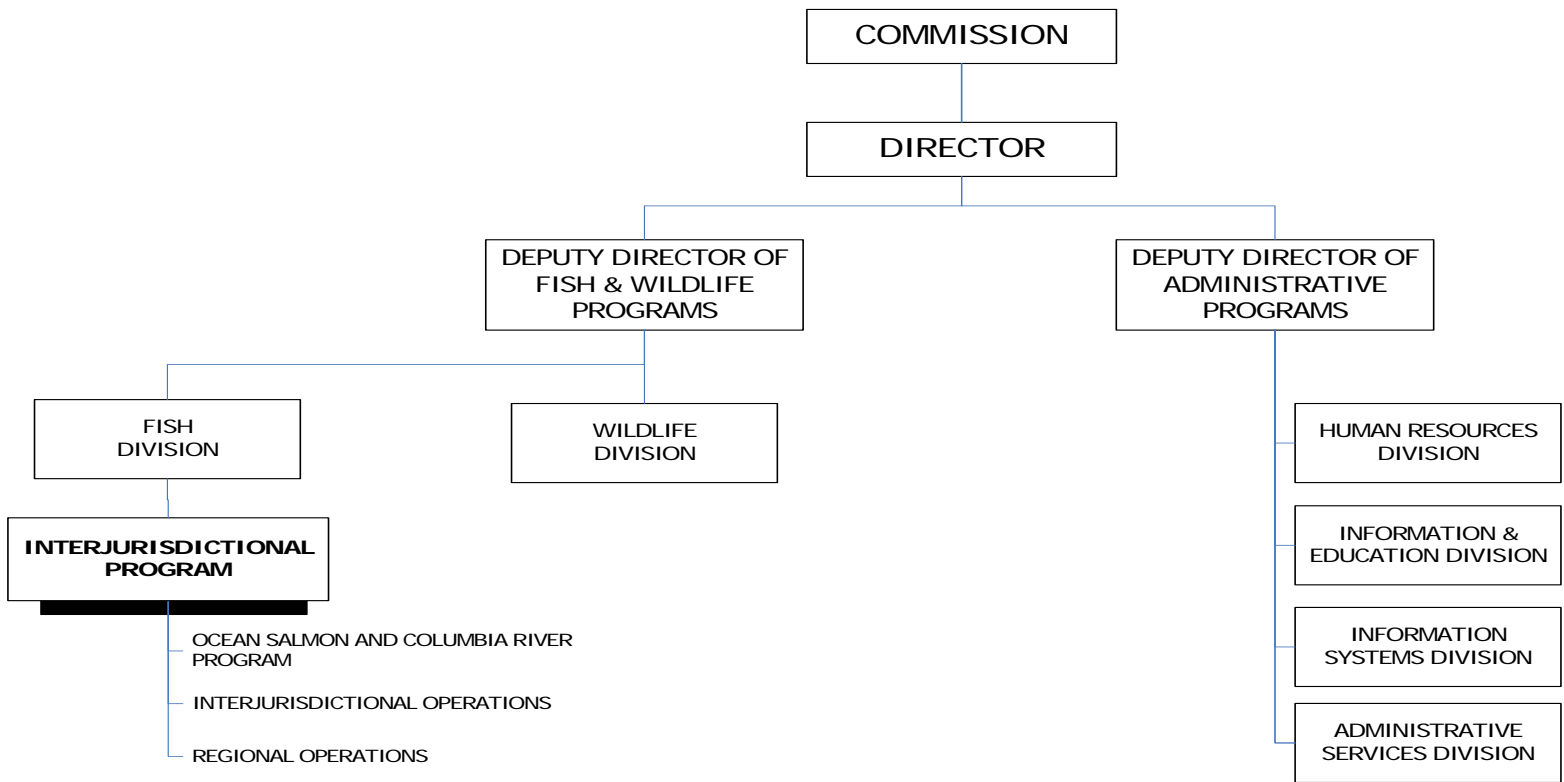 COMMISSION
DIRECTOR
DEPUTY DIRECTOR OF
FISH & WILDLIFE
PROGRAMS
DEPUTY DIRECTOR OF
ADMINISTRATIVE
PROGRAMS
FISH
DIVISION
WILDLIFE
DIVISION
INTERJURISDICTIONAL
PROGRAM
OCEAN SALMON AND COLUMBIA RIVER
PROGRAM
INTERJURISDICTIONAL OPERATIONS
REGIONAL OPERATIONS
HUMAN RESOURCES
DIVISION
INFORMATION &
EDUCATION DIVISION
INFORMATION
SYSTEMS DIVISION
ADMINISTRATIVE
SERVICES DIVISION